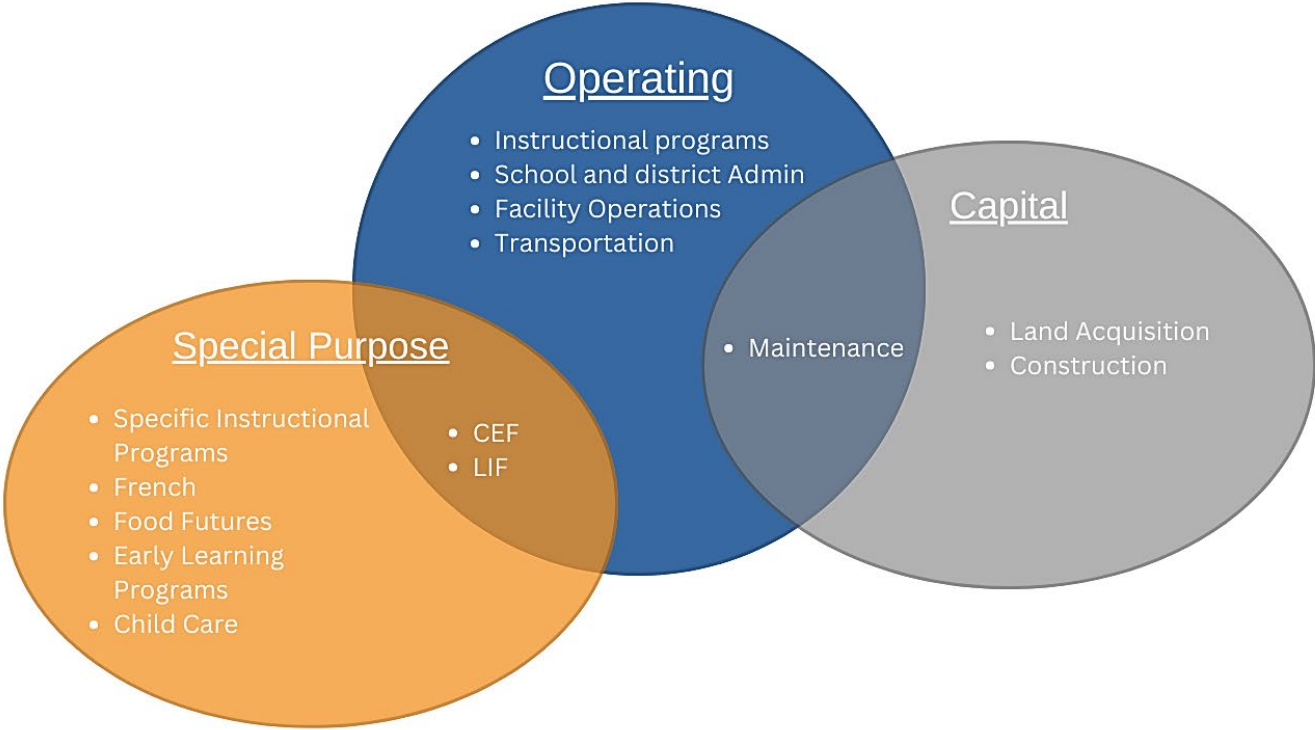 Operating
• Instructional programs
• School and district Admin
• Facility Operations
• Transportation
Capital
• Land Acquisition
• Construction
• Maintenance
Special Purpose
• Specific Instructional
Programs
• French
• Food Futures
• Early Learning
Programs
• Child Care
• CEF
• LIF